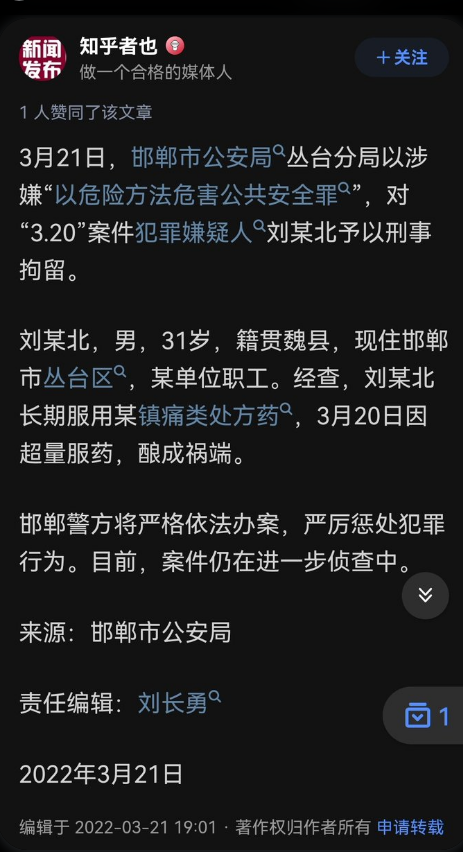 新闻
发布
知乎者也
做一个合格的媒体人
+关注
1 人赞同了该文章
3月21日，邯郸市公安局丛台分局以涉
嫌“以危险方法危害公共安全罪”，对
“3.20”案件犯罪嫌疑人刘某北予以刑事
拘留。
刘某北，男，31岁，籍贯魏县，现住邯郸
市丛台区，某单位职工。经查，刘某北
长期服用某镇痛类处方药，3月20日因
超量服药，酿成祸端。
邯郸警方将严格依法办案，严厉惩处犯罪
行为。目前，案件仍在进一步侦查中。
来源：邯郸市公安局
责任编辑：刘长勇
1
2022年3月21日
编辑于 2022-03-21 19:01 · 著作权归作者所有 申请转载